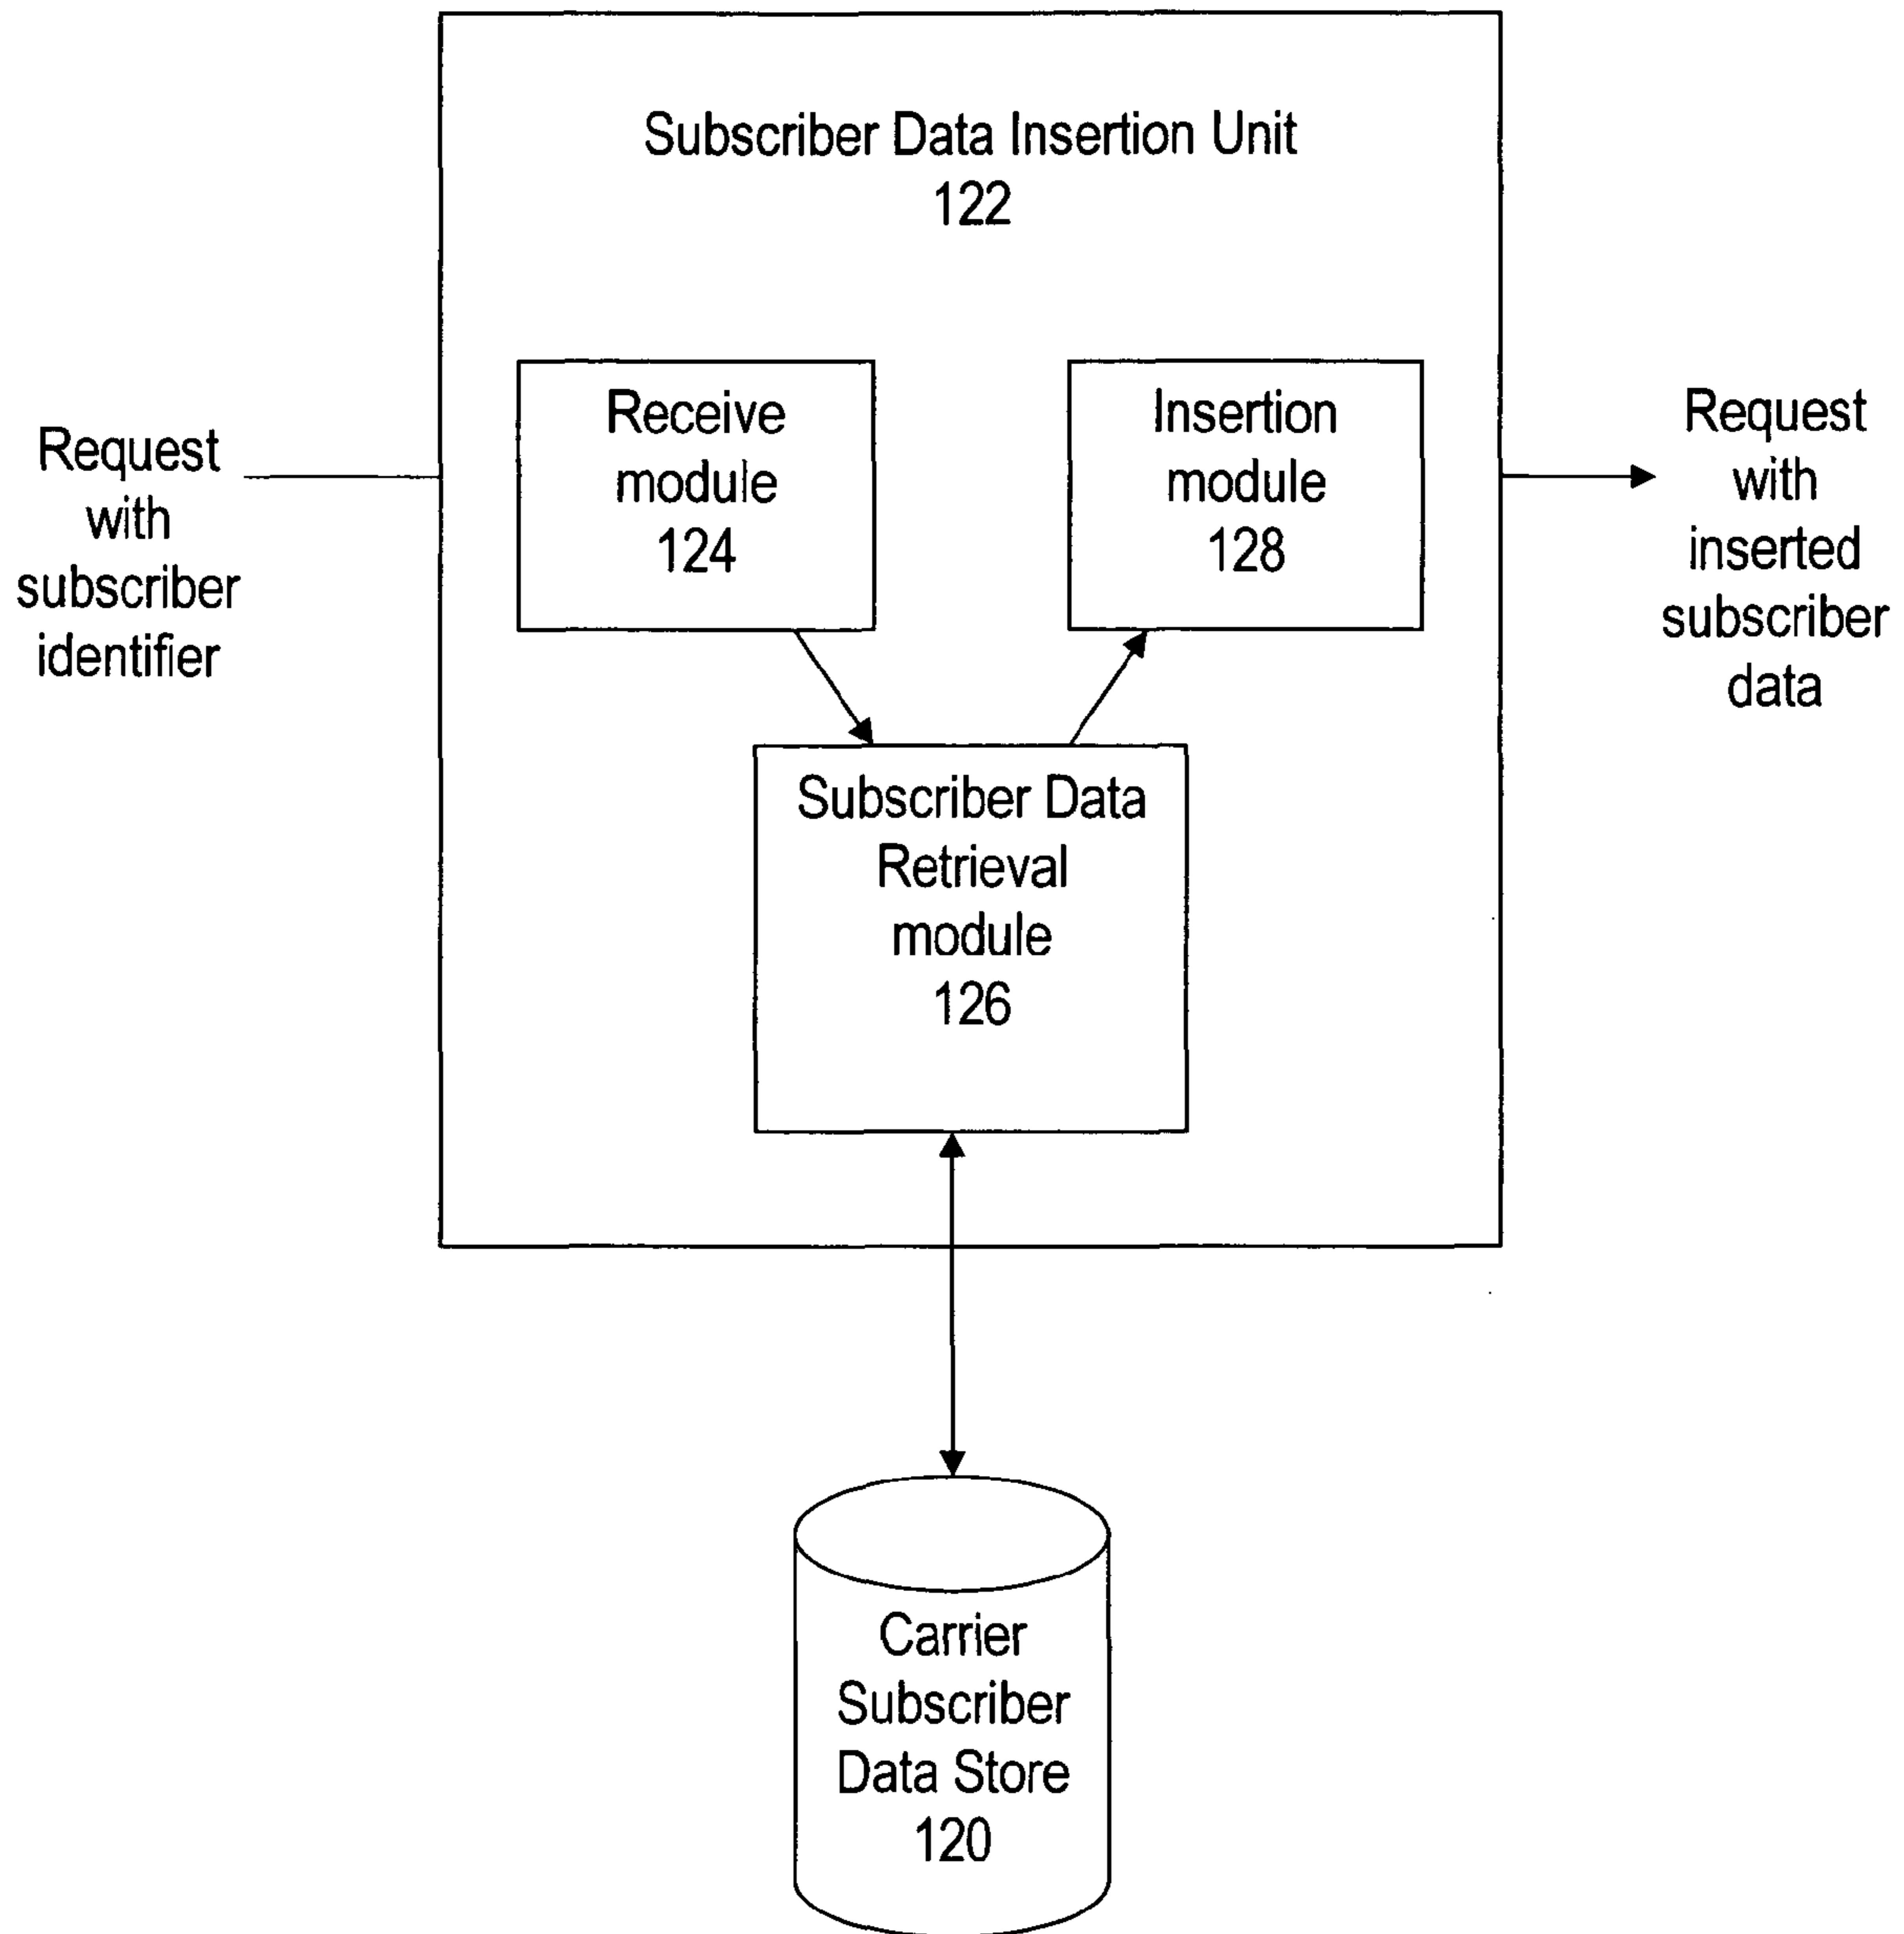 Subscriber Data Insertion Unit
122
Request
with
subscriber
identifier
Receive
module
124
Insertion
module
128
Request
with
inserted
subscriber
data
Subscriber Data
Retrieval
module
126
Carrier
Subscriber
Data Store
120